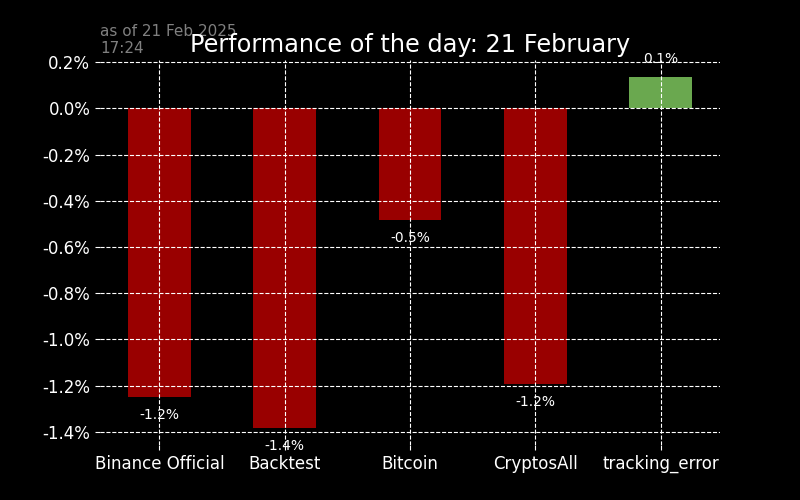 as of 21 Feb 2025
17:24
Performance of the day: 21 February
0.2%
0.0%
-0.2%
-0.4%
-0.6%
-0.8%
-1.0%
-1.2%
-1.4%
-1.2%
-1.4%
-0.5%
-1.2%
0.1%
Binance Official
Backtest
Bitcoin
CryptosAll
tracking_error